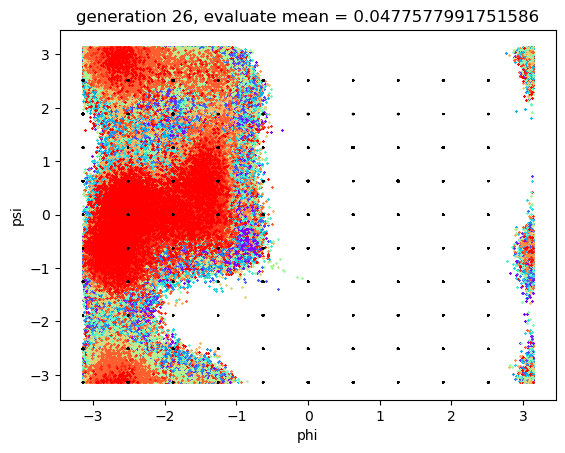 generation 26, evaluate mean = 0.0477577991751586
psi
3
2
1
0
−1
−2
−3
−3 −2 −1 0 1 2 3
phi